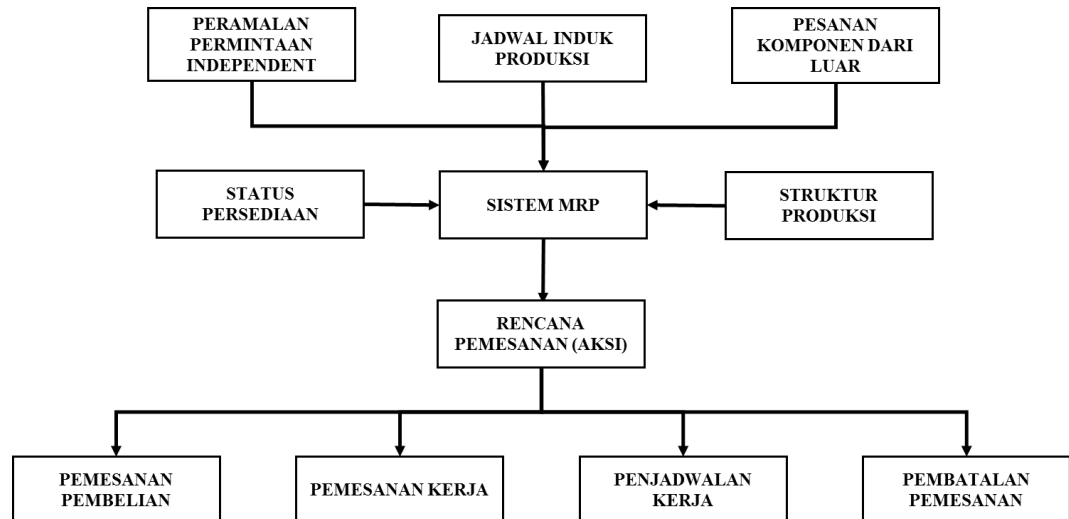 PERAMALAN
PERMINTAAN
INDEPENDENT
JADWAL INDUK
PRODUKSI
PESANAN
KOMPONEN DARI
LUAR
STATUS
PERSEDIAAN
SISTEM MRP
STRUKTUR
PRODUKSI
RENCANA
PEMESANAN (AKSI)
PEMESANAN
PEMBELIAN
PEMESANAN KERJA
PENJADWALAN
KERJA
PEMBATALAN
PEMESANAN